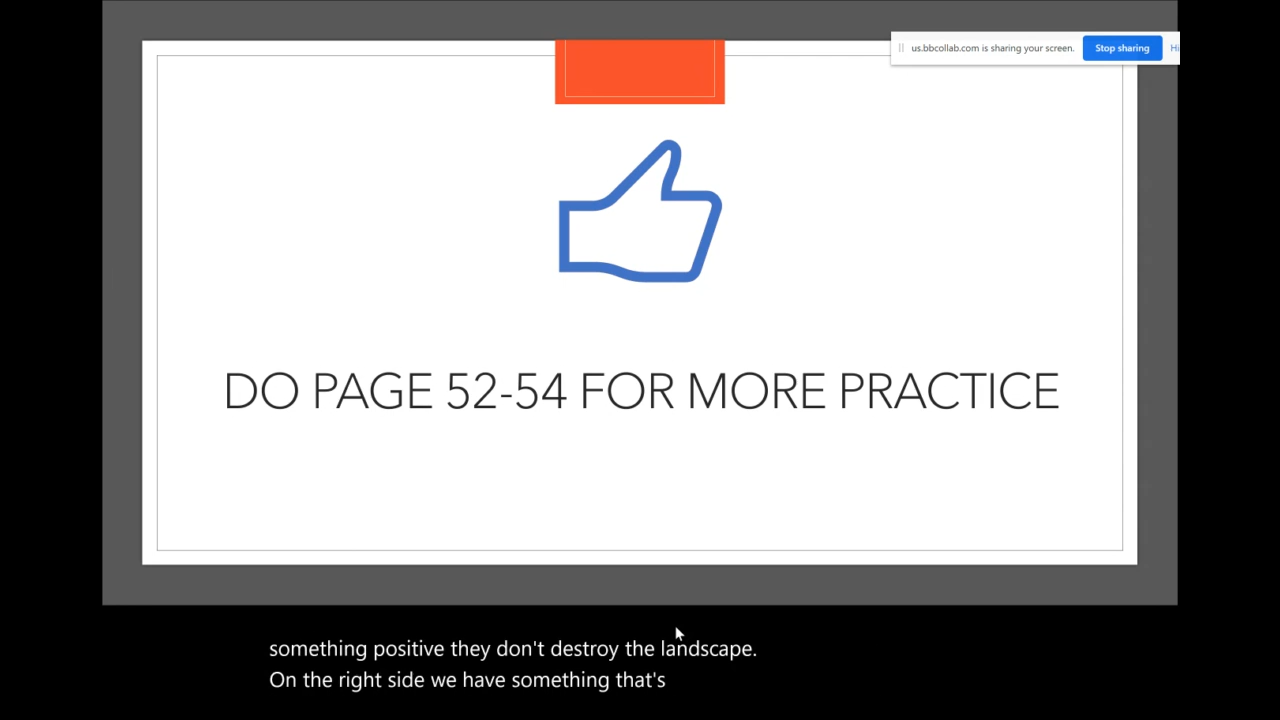 us.bbcollab.com is sharing your screen.
Stop sharing
DO PAGE 52-54 FOR MORE PRACTICE
something positive they don't destroy the landscape.
On the right side we have something that's